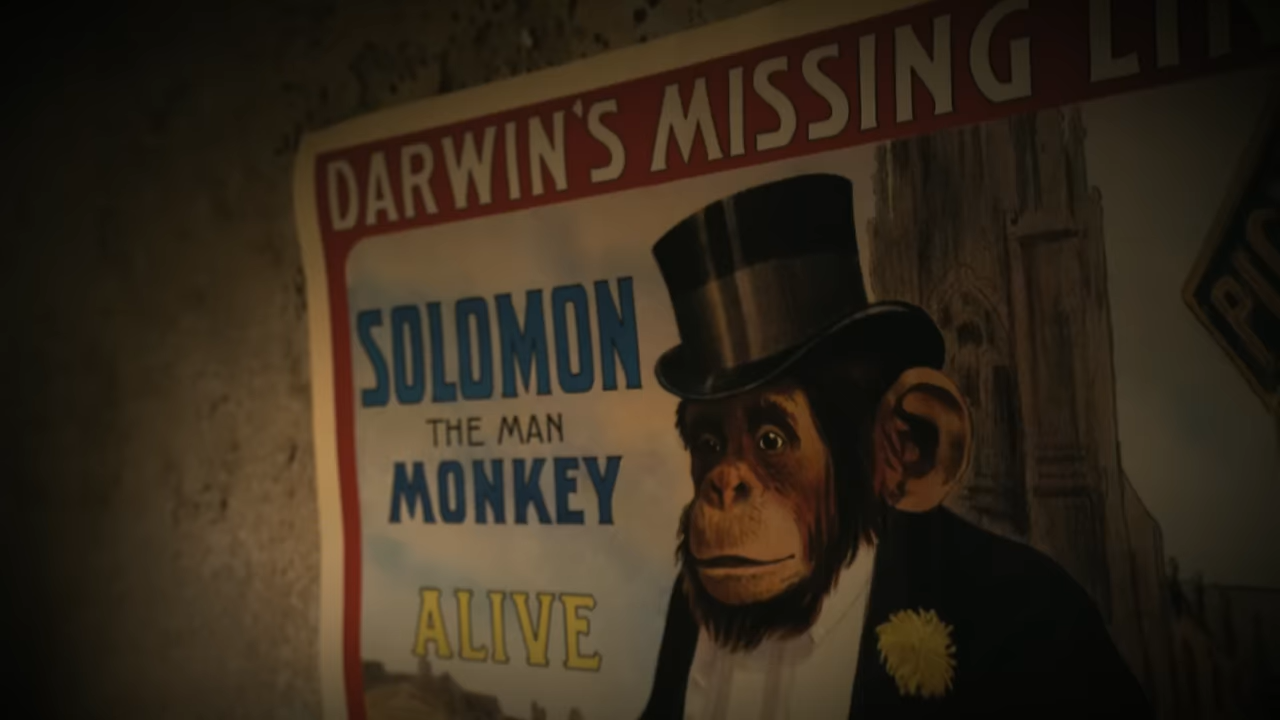 DARWIN'S MISSING
SOLOMON
THE MAN
MONKEY
ALIVE